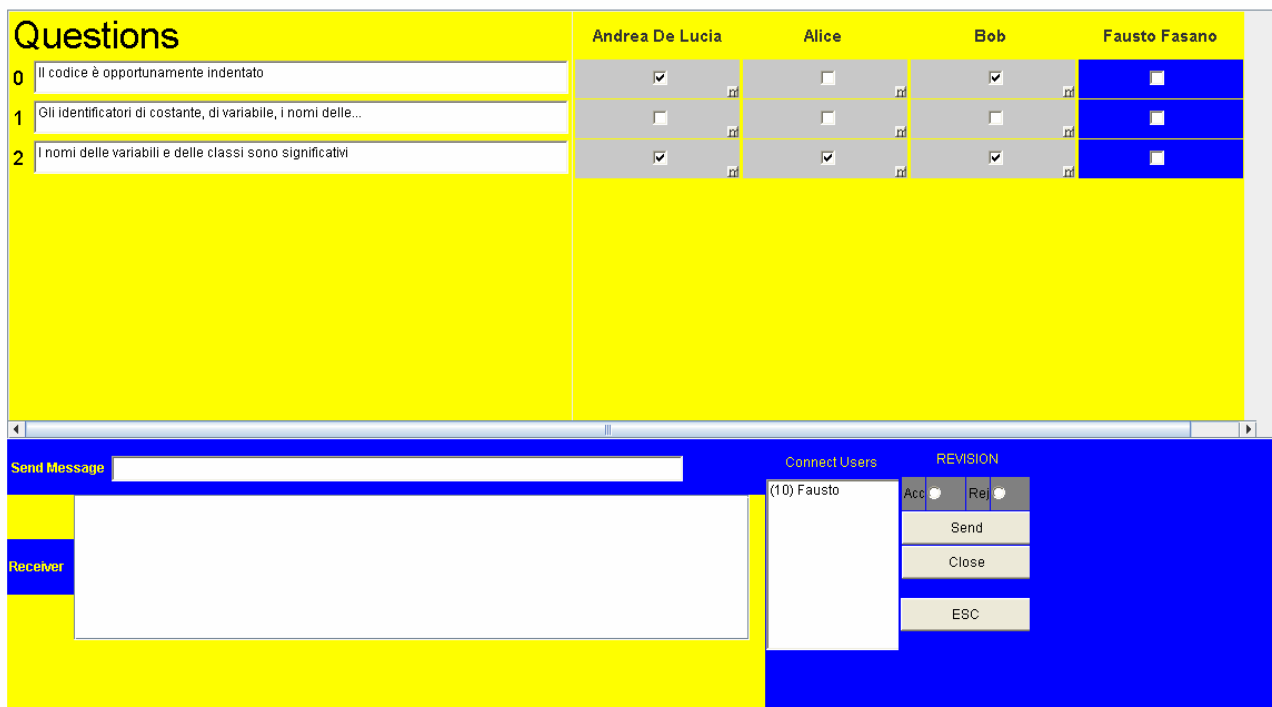 Questions Andrea De Lucia Alice Bob Fausto Fasano
0 Il codice è opportunamente indentato
1 Gli identificatori di costante, di variabile, i nomi delle...
2 I nomi delle variabili e delle classi sono significativi
Send Message Connect Users REVISION
(10) Fausto Acc Rej
Send
Receiver Close
ESC